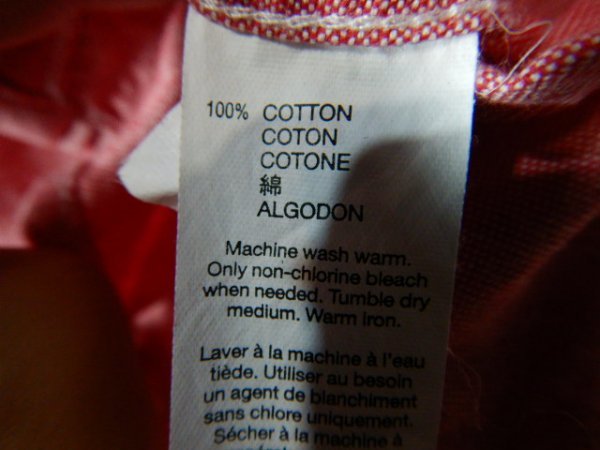 100% COTTON
COTON
COTONE
綿
ALGODON
Machine wash warm.
Only non-chlorine bleach
when needed. Tumble dry
medium. Warm iron.
Laver à la machine à l'eau
tiède. Utiliser au besoin
un agent de blanchiment
sans chlore uniquement.
Sécher à la machine à